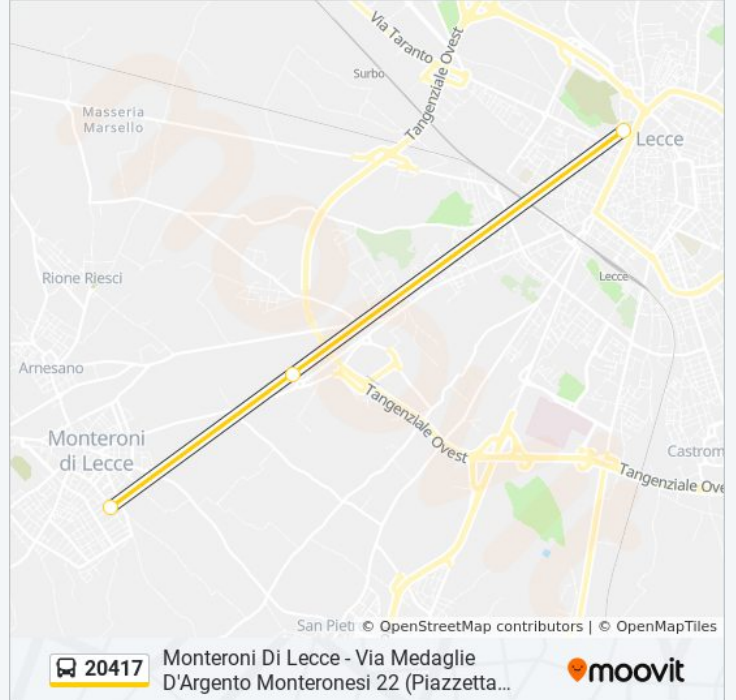 Via Taranto
Tangenziale Ovest
Surbo
Masseria
Marsello
Lecce
Rione Riesci
Lecce
Arnesano
Tangenziale Ovest
Monteroni
di Lecce
Castrom
Tangenziale Ove
San Pieti
© OpenStreetMap contributors | © OpenMapTiles
20417
Monteroni Di Lecce - Via Medaglie
D'Argento Monteronesi 22 (Piazzetta...
moovit